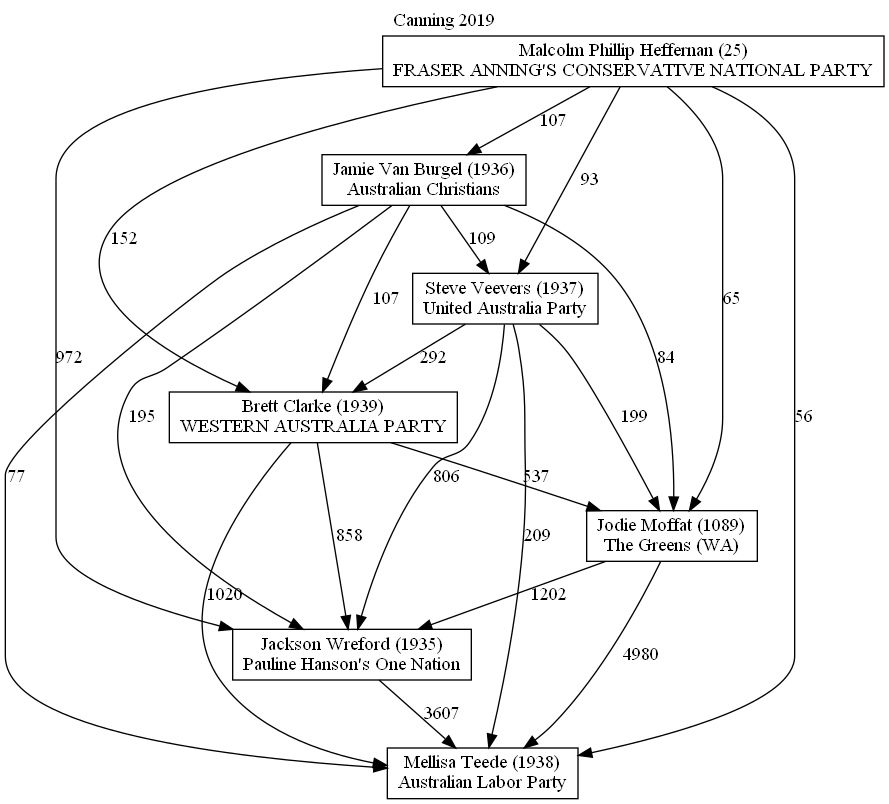 Canning 2019
Malcolm Phillip Heffernan (25)
FRASER ANNING'S CONSERVATIVE NATIONAL PARTY
107
Jamie Van Burgel (1936)
Australian Christians
93
152
109
Steve Veevers (1937)
United Australia Party
107
65
972
292
84
Brett Clarke (1939)
WESTERN AUSTRALIA PARTY
195
199
56
77
806
537
Jodie Moffat (1089)
The Greens (WA)
858
209
1020
1202
Jackson Wreford (1935)
Pauline Hanson's One Nation
4980
3607
Mellisa Teede (1938)
Australian Labor Party